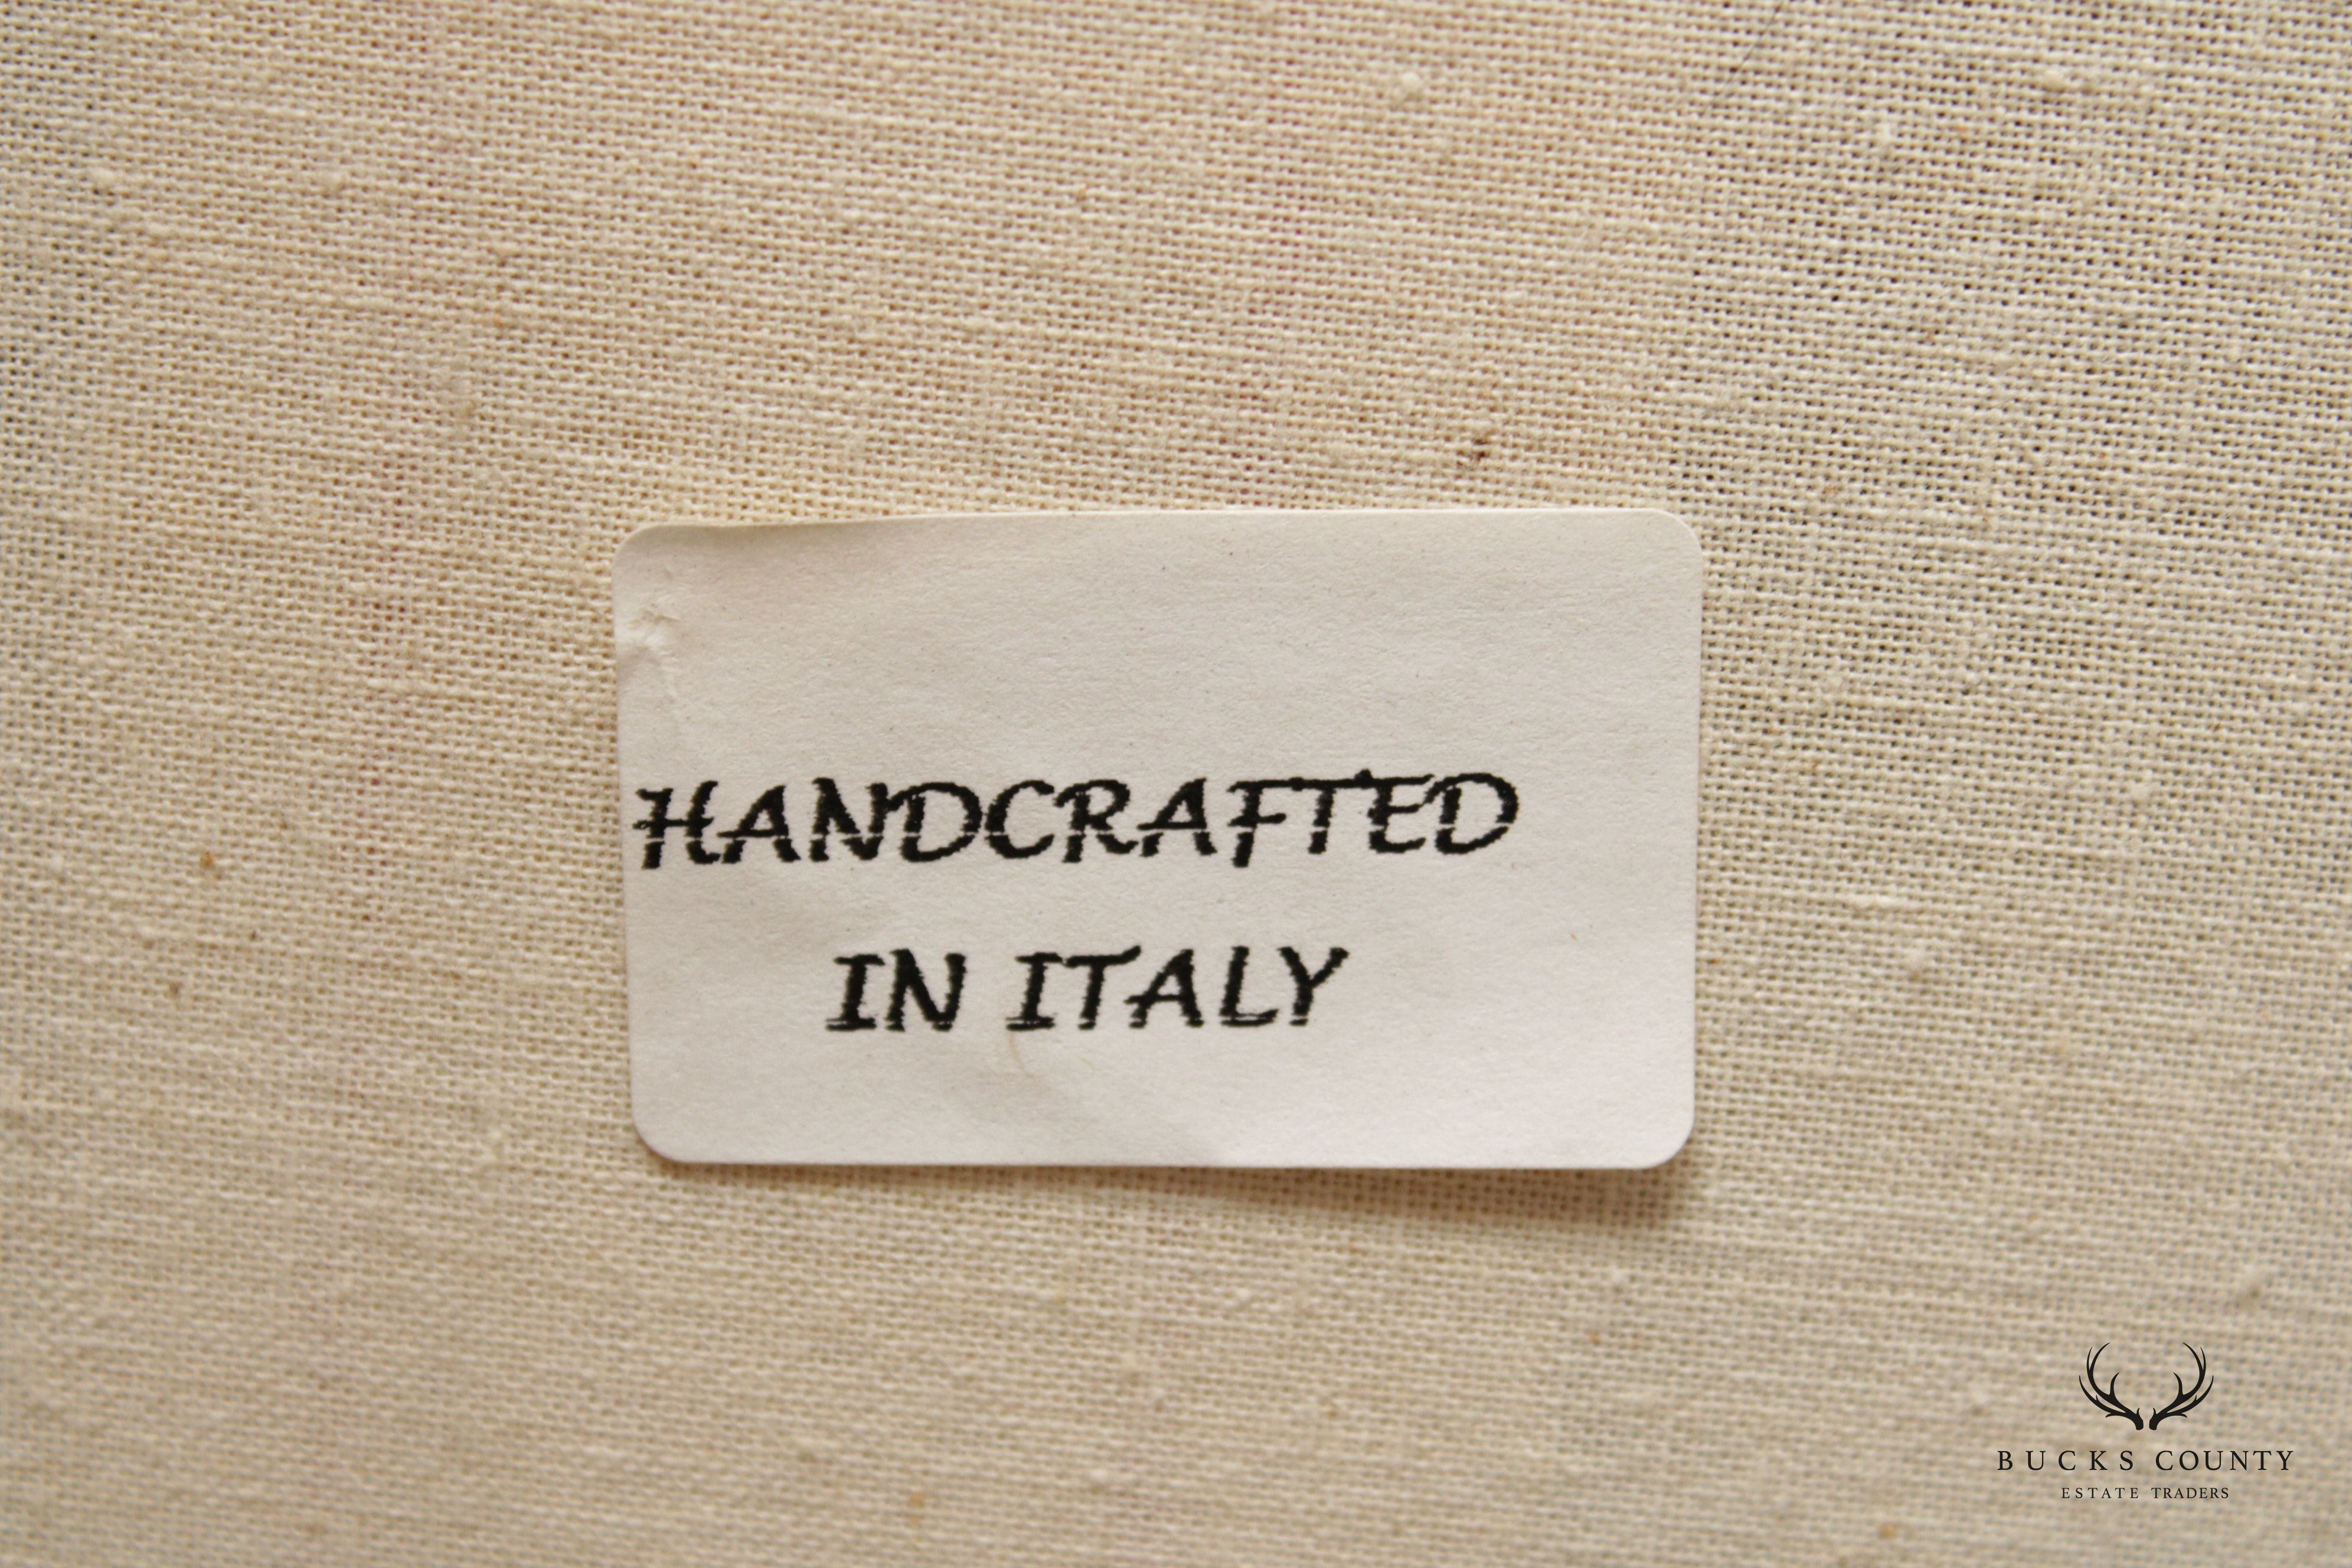 HANDCRAFTED
IN ITALY
BUCKS COUNTY
ESTATE TRADERS